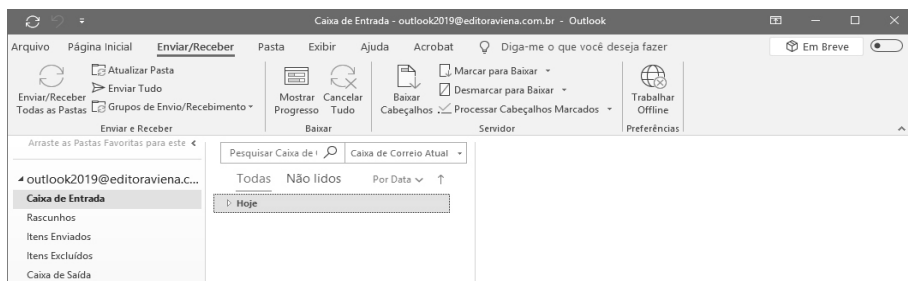 Caixa de Entrada - outlook2019@editoraviena.com.br - Outlook
Arquivo Página Inicial Enviar/Receber Pasta Exibir Ajuda Acrobat Diga-me o que você deseja fazer Em Breve
Enviar/Receber
Todas as Pastas
Atualizar Pasta
Enviar Tudo
Grupos de Envio/Recebimento
Enviar e Receber
Mostrar
Progresso
Cancelar
Tudo
Baixar
Baixar
Cabeçalhos
Marcar para Baixar
Desmarcar para Baixar
Processar Cabeçalhos Marcados
Servidor
Trabalhar
Offline
Preferências
Arraste as Pastas Favoritas para este
outlook2019@editoraviena.c...
Caixa de Entrada
Rascunhos
Itens Enviados
Itens Excluídos
Caixa de Saída
Pesquisar Caixa de Caixa de Correio Atual
Todas Não lidos Por Data
Hoje